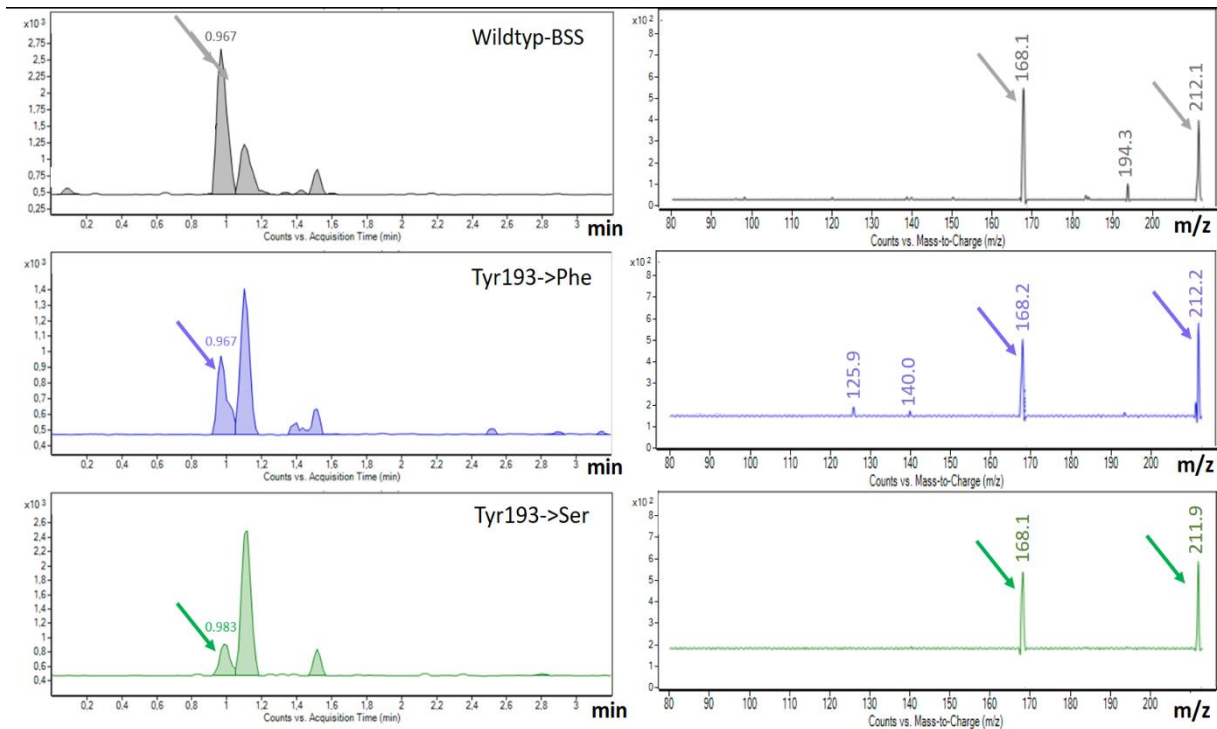 x10³
2,75
2,5
2,25
2
1,75
1,5
1,25
1
0,75
0,5
0,25
0.967
Wildtyp-BSS
0,2 0,4 0,6 0,8 1 1,2 1,4 1,6 1,8 2 2,2 2,4 2,6 2,8 3
Counts vs. Acquisition Time (min)
min
x10²
8
7
6
5
4
3
2
1
0
168.1
194.3
212.1
80 90 100 110 120 130 140 150 160 170 180 190 200
Counts vs. Mass-to-Charge (m/z)
m/z
x10³
1,4
1,3
1,2
1,1
1
0,9
0,8
0,7
0,6
0,5
0,4
0.967
Tyr193->Phe
0,2 0,4 0,6 0,8 1 1,2 1,4 1,6 1,8 2 2,2 2,4 2,6 2,8 3
Counts vs. Acquisition Time (min)
min
x10²
8
7
6
5
4
3
2
1
0
125.9
140.0
168.2
212.2
80 90 100 110 120 130 140 150 160 170 180 190 200
Counts vs. Mass-to-Charge (m/z)
m/z
x10³
2,6
2,4
2,2
2
1,8
1,6
1,4
1,2
1
0,8
0,6
0,4
0.983
Tyr193->Ser
0,2 0,4 0,6 0,8 1 1,2 1,4 1,6 1,8 2 2,2 2,4 2,6 2,8 3
Counts vs. Acquisition Time (min)
min
x10²
8
7
6
5
4
3
2
1
0
168.1
211.9
80 90 100 110 120 130 140 150 160 170 180 190 200
Counts vs. Mass-to-Charge (m/z)
m/z